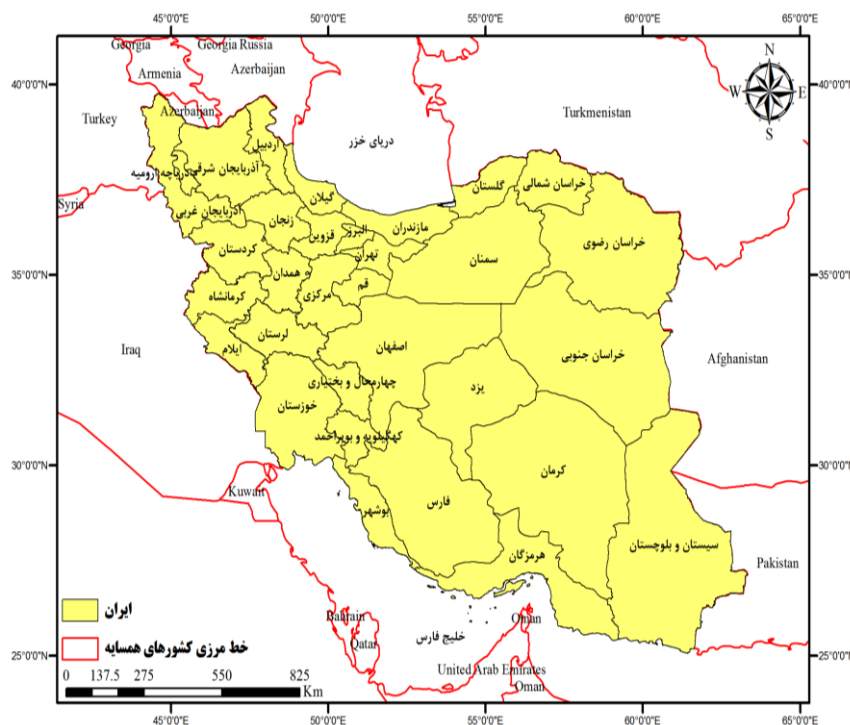 45°0'0"E 50°0'0"E 55°0'0"E 60°0'0"E 65°0'0"E
Georgia
Georgia
Russia
Armenia
Azerbaijan
N
W
E
S
40°0'0"N
40°0'0"N
Turkey
Azerbaijan
Turkmenistan
دریای خزر
اردبیل
آذربایجان شرقی
دریاچه ارومیه
گیلان
گلستان
خراسان شمالی
Syria
آذربایجان غربی
زنجان
مازندران
البرز
قزوین
خراسان رضوی
تهران
کردستان
سمنان
35°0'0"N
35°0'0"N
همدان
قم
مرکزی
کرمانشاه
لرستان
اصفهان
خراسان جنوبی
Iraq
ایلام
Afghanistan
چهارمحال و بختیاری
یزد
خوزستان
کهگیلویه و بویراحمد
30°0'0"N
30°0'0"N
کرمان
Kuwait
فارس
بوشهر
سیستان و بلوچستان
هرمزگان
Pakistan
ایران
Bahrain
Oman
خلیج فارس
خط مرزی کشورهای همسایه
Qatar
25°0'0"N
25°0'0"N
United Arab Emirates
Oman
0 137.5 275 550 825
Km
45°0'0"E 50°0'0"E 55°0'0"E 60°0'0"E 65°0'0"E